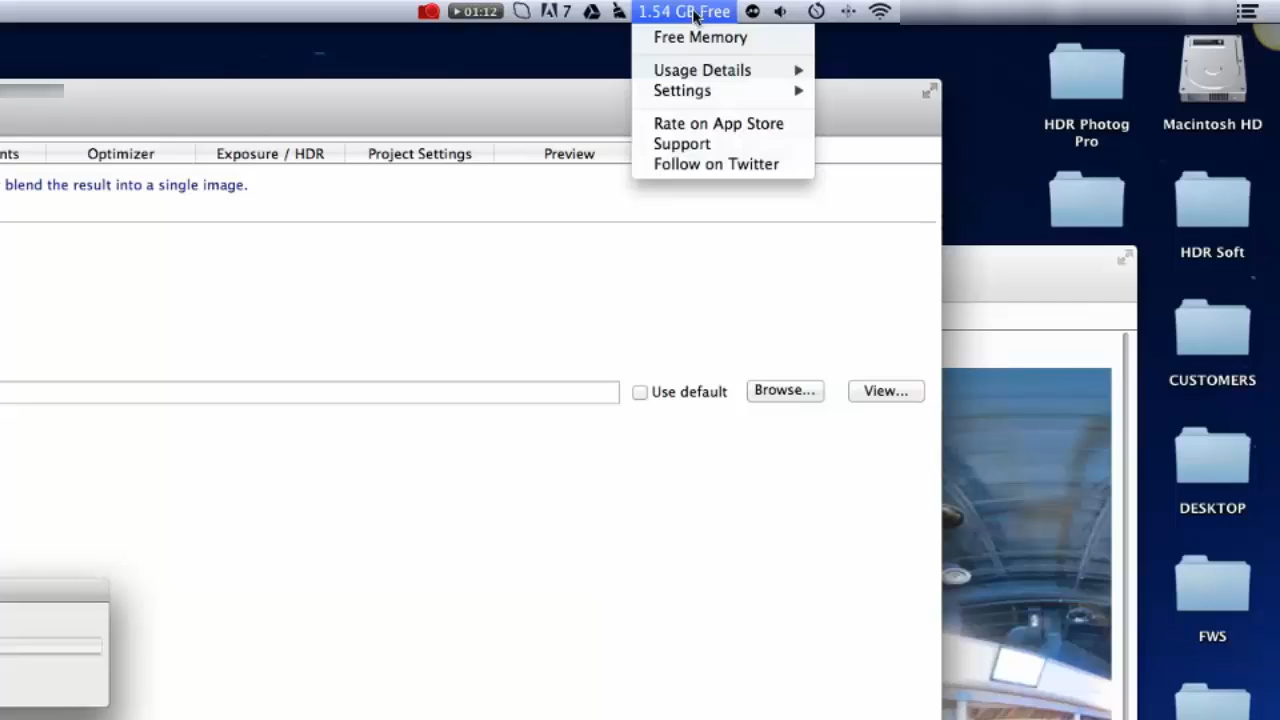 01:12
7
1.54 GB Free
Free Memory
Usage Details
Settings
Rate on App Store
Support
Follow on Twitter
nts
Optimizer
Exposure / HDR
Project Settings
Preview
blend the result into a single image.
Use default
Browse...
View...
HDR Photog
Pro
Macintosh HD
HDR Soft
CUSTOMERS
DESKTOP
FWS